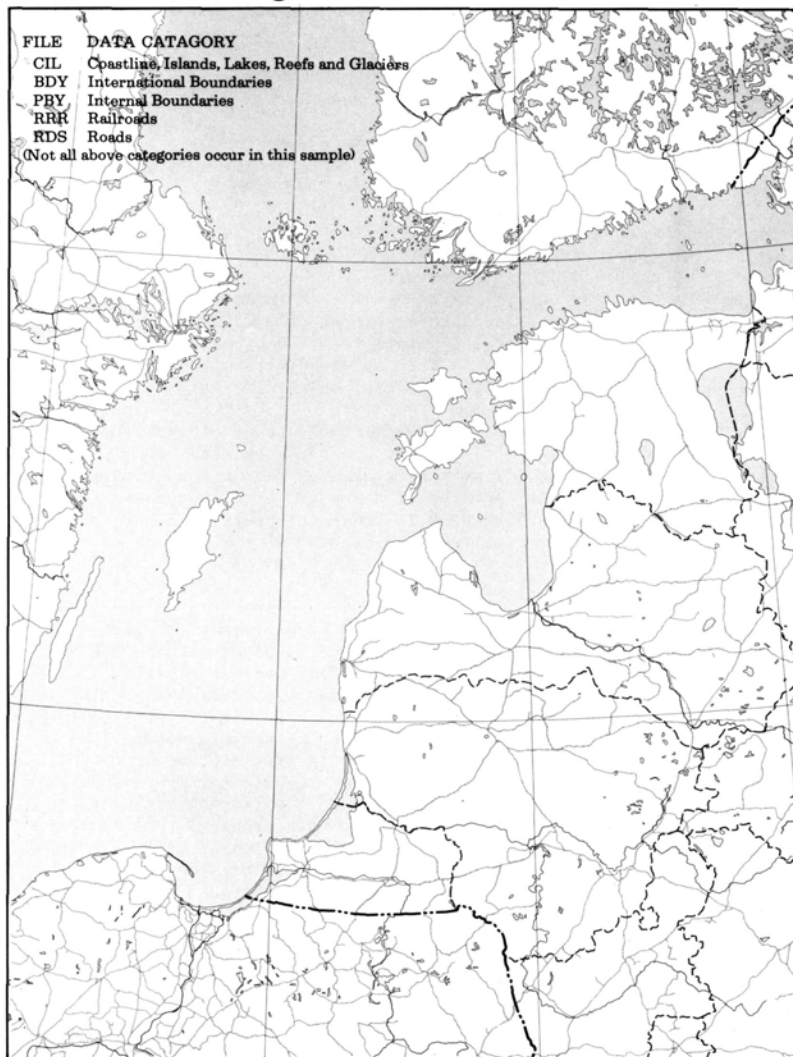 FILE DATA CATAGORY
CIL Coastline, Islands, Lakes, Reefs and Glaciers
BDY International Boundaries
PBY Internal Boundaries
RRR Railroads
RDS Roads
(Not all above categories occur in this sample)